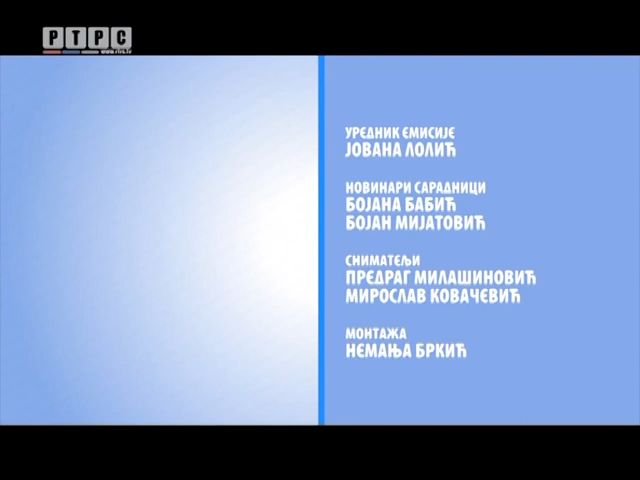 РТРС
www.rtrs.tv
УРЕДНИК ЕМИСИЈЕ
ЈОВАНА ЛОЛИЋ
НОВИНАРИ САРАДНИЦИ
БОЈАНА БАБИЋ
БОЈАН МИЈАТОВИЋ
СНИМАТЕЉИ
ПРЕДРАГ МИЛАШИНОВИЋ
МИРОСЛАВ КОВАЧЕВИЋ
МОНТАЖА
НЕМАЊА БРКИЋ